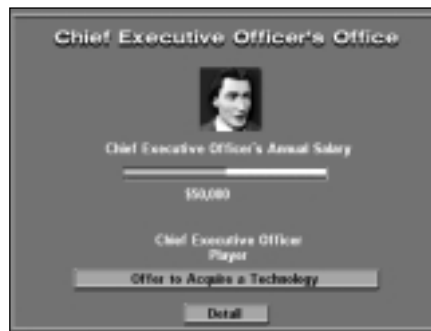 Chief Executive Officer's Office
Chief Executive Officer's Annual Salary
$50,000
Chief Executive Officer
Player
Offer to Acquire a Technology
Detail